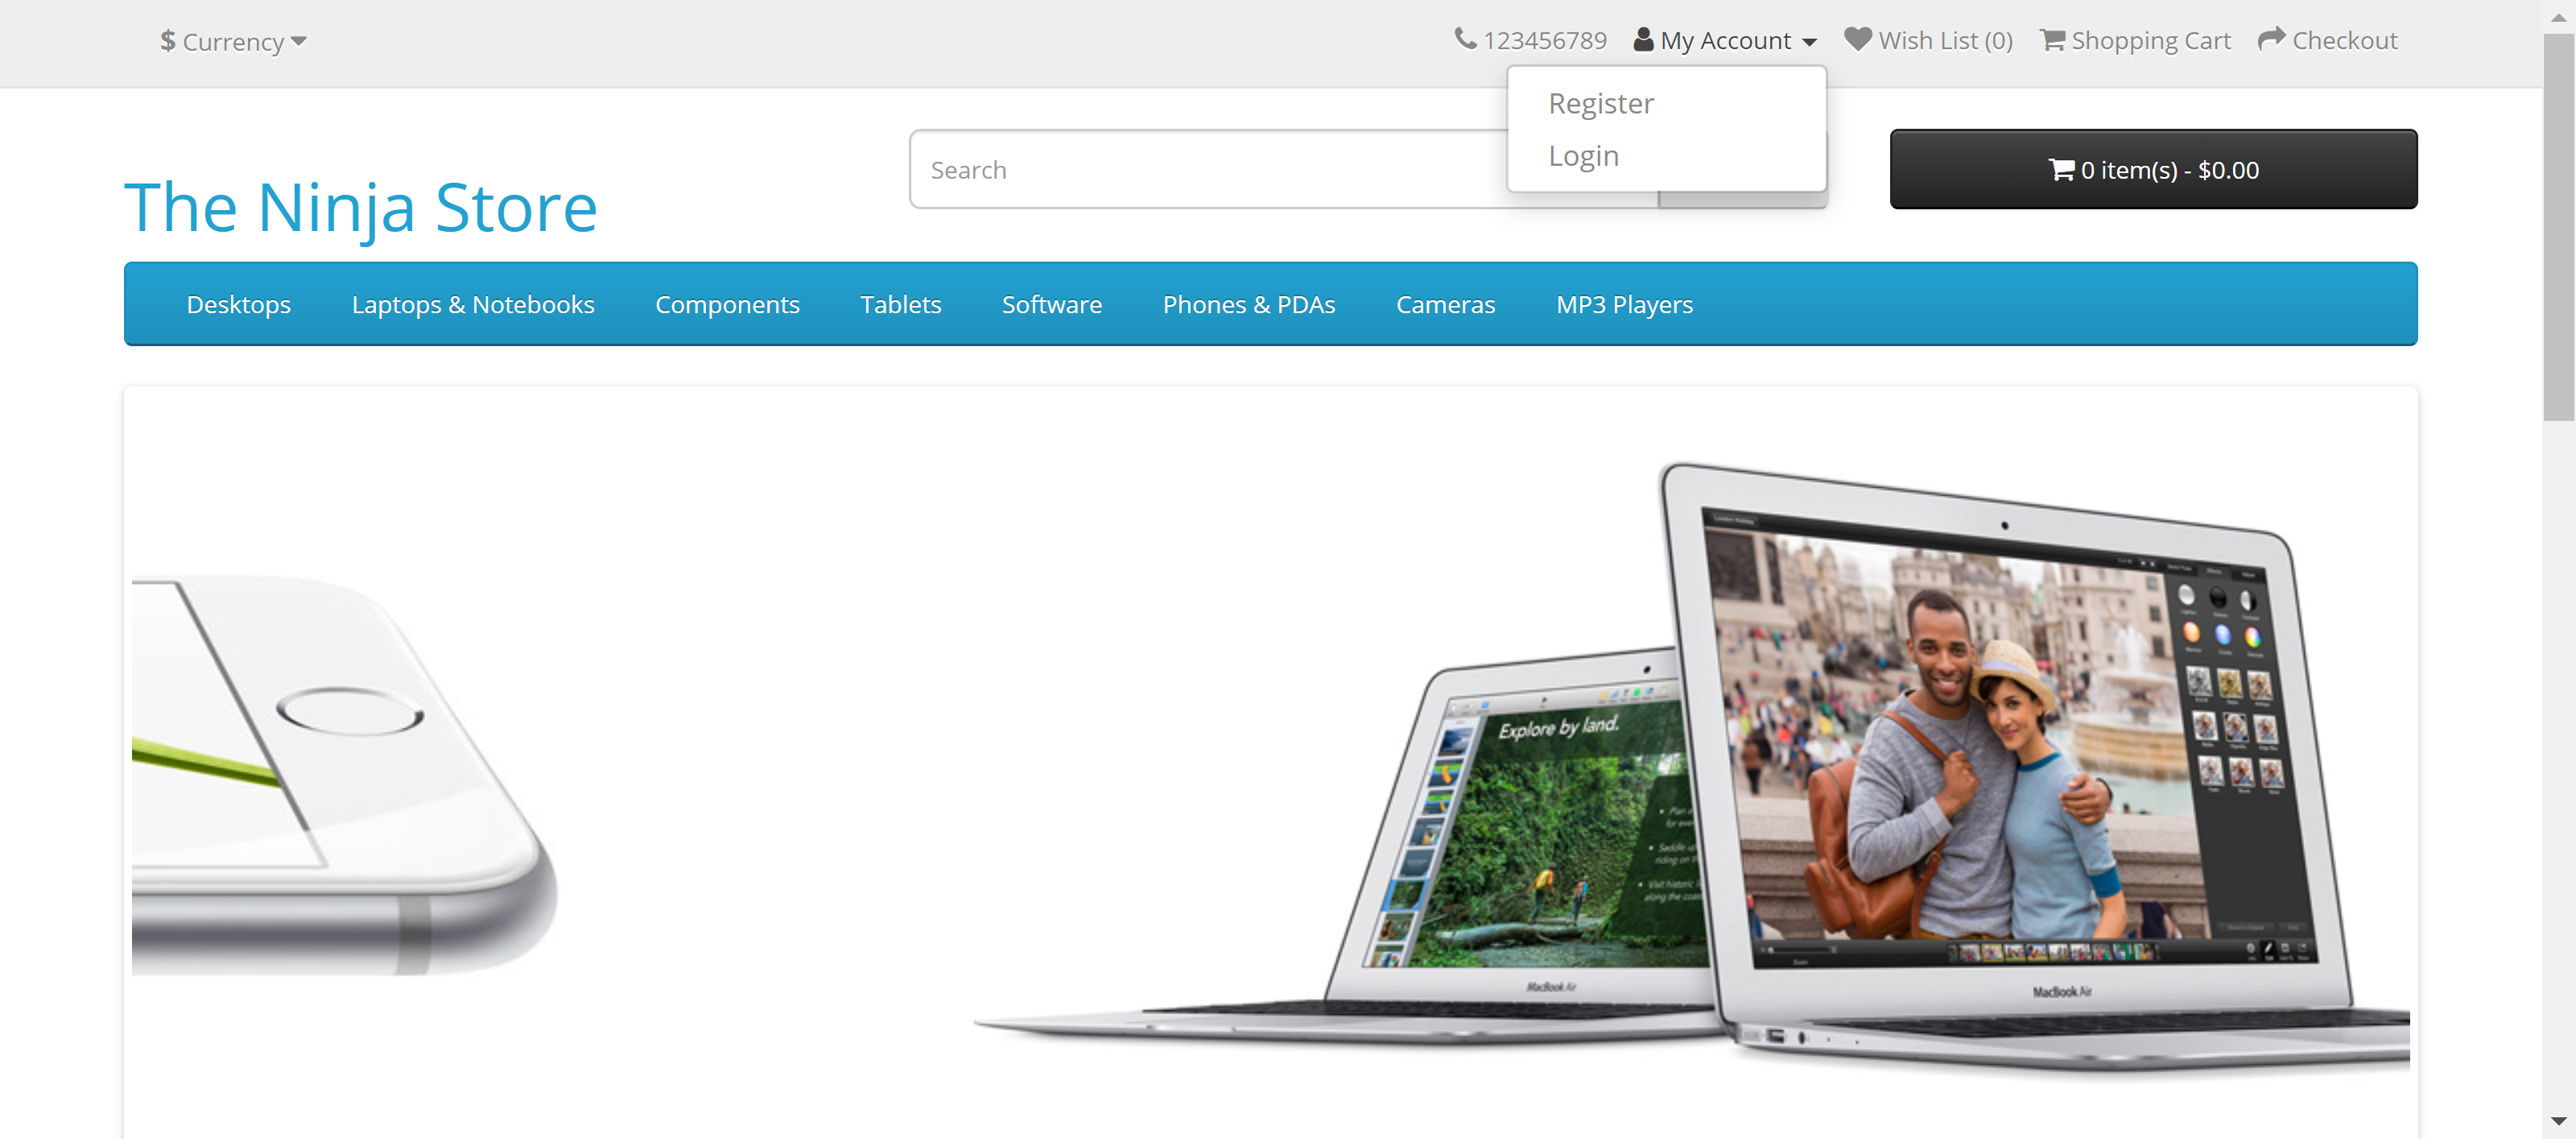 $ Currency
123456789 My Account Wish List (0) Shopping Cart Checkout
Register
Login
The Ninja Store
Search
0 item(s) - $0.00
Desktops Laptops & Notebooks Components Tablets Software Phones & PDAs Cameras MP3 Players
Explore by land.
MacBook Air
MacBook Air